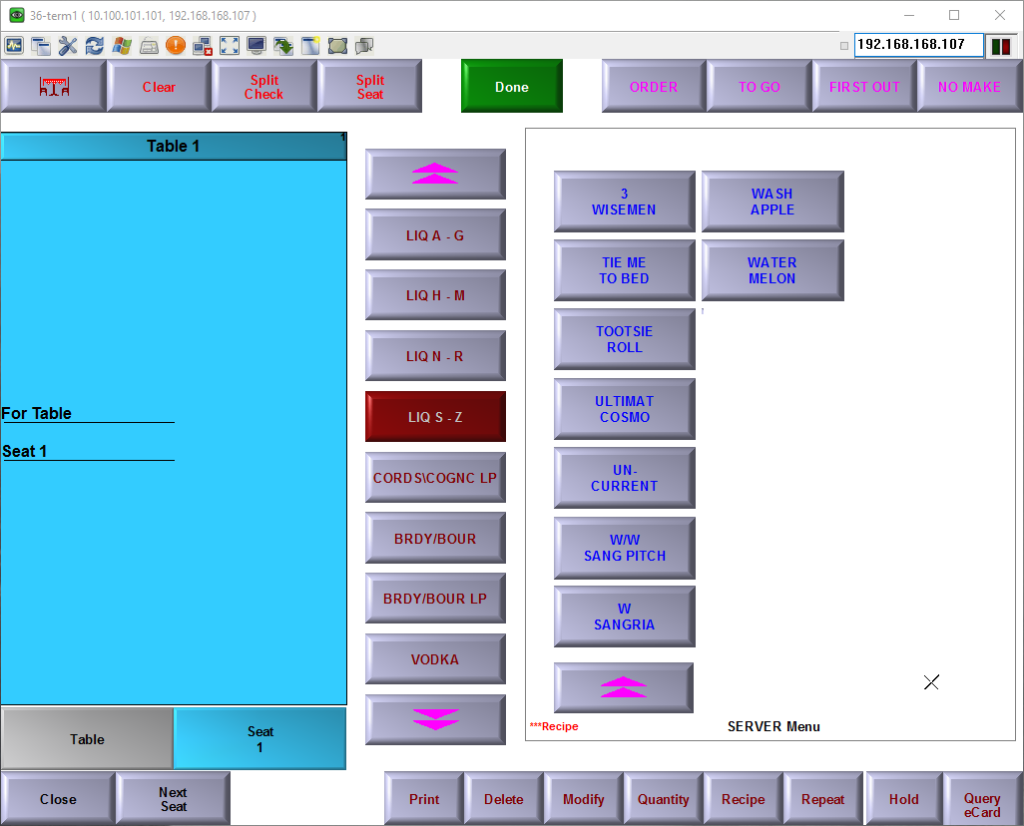 36-term1 ( 10.100.101.101, 192.168.168.107 )
192.168.168.107
Clear
Split
Check
Split
Seat
Done
ORDER
TO GO
FIRST OUT
NO MAKE
Table 1
1
For Table
Seat 1
Table
Seat
1
Close
Next
Seat
LIQ A - G
LIQ H - M
LIQ N - R
LIQ S - Z
CORDS\COGNC LP
BRDY/BOUR
BRDY/BOUR LP
VODKA
3
WISEMEN
WASH
APPLE
TIE ME
TO BED
WATER
MELON
TOOTSIE
ROLL
ULTIMAT
COSMO
UN-
CURRENT
W/W
SANG PITCH
W
SANGRIA
***Recipe
SERVER Menu
Print
Delete
Modify
Quantity
Recipe
Repeat
Hold
Query
eCard